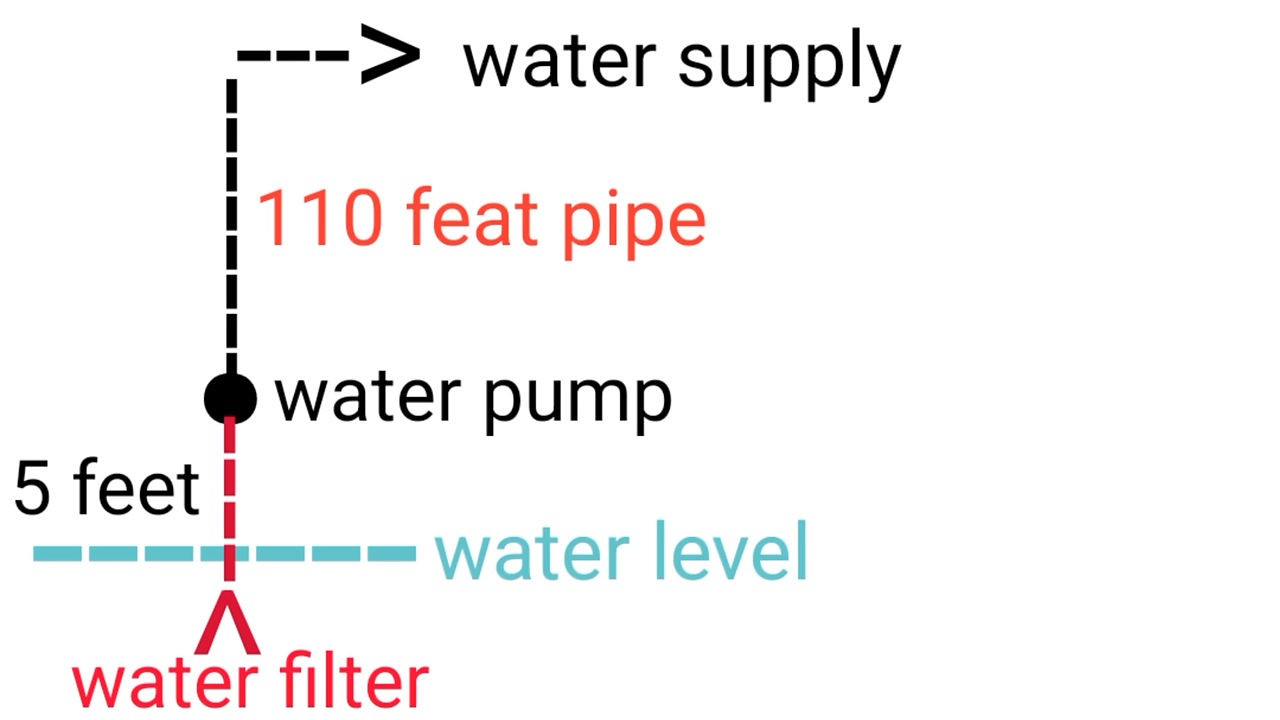 water supply
110 feat pipe
water pump
5 feet
water level
water filter